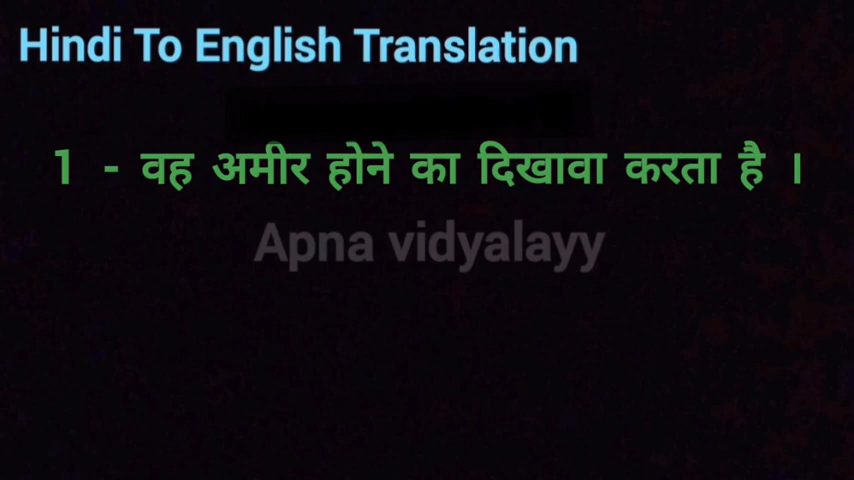 Hindi To English Translation
1 - वह अमीर होने का दिखावा करता है ।
Apna vidyalayy